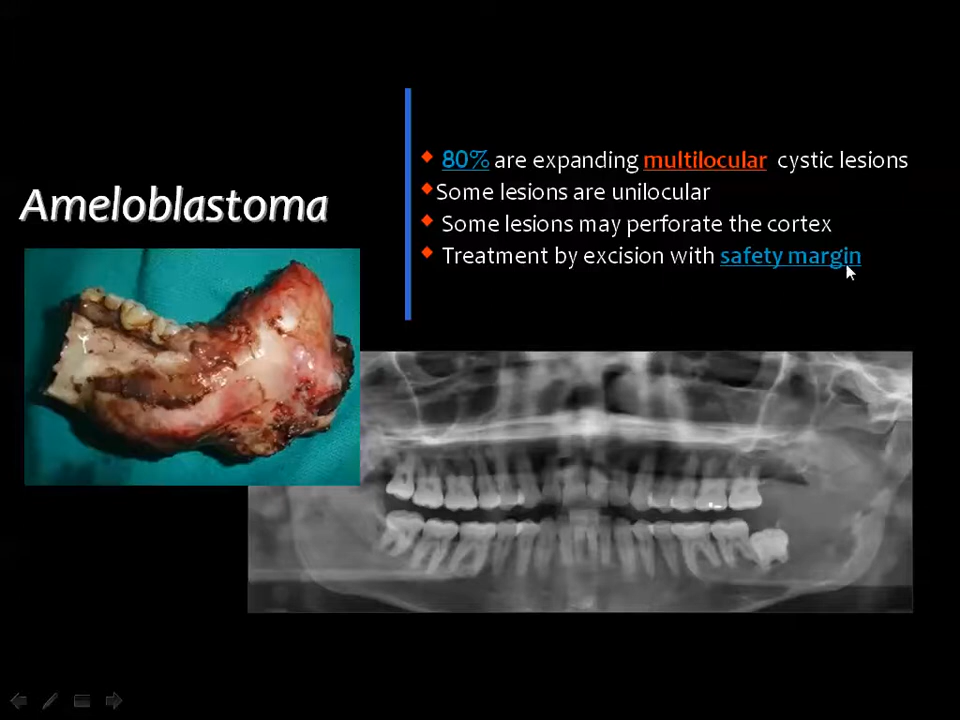 Ameloblastoma
80% are expanding multilocular cystic lesions
Some lesions are unilocular
Some lesions may perforate the cortex
Treatment by excision with safety margin